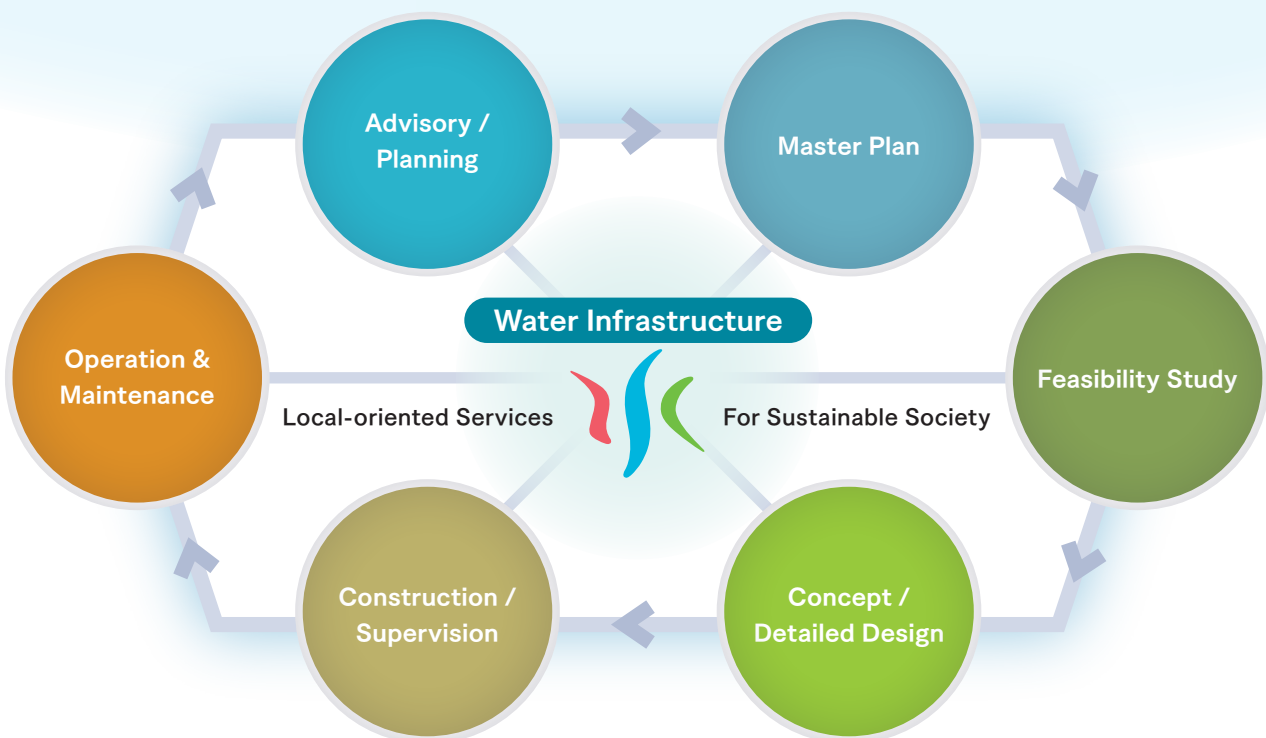 Advisory /
Planning
Master Plan
Water Infrastructure
Operation &
Maintenance
Feasibility Study
Local-oriented Services
For Sustainable Society
Construction /
Supervision
Concept /
Detailed Design